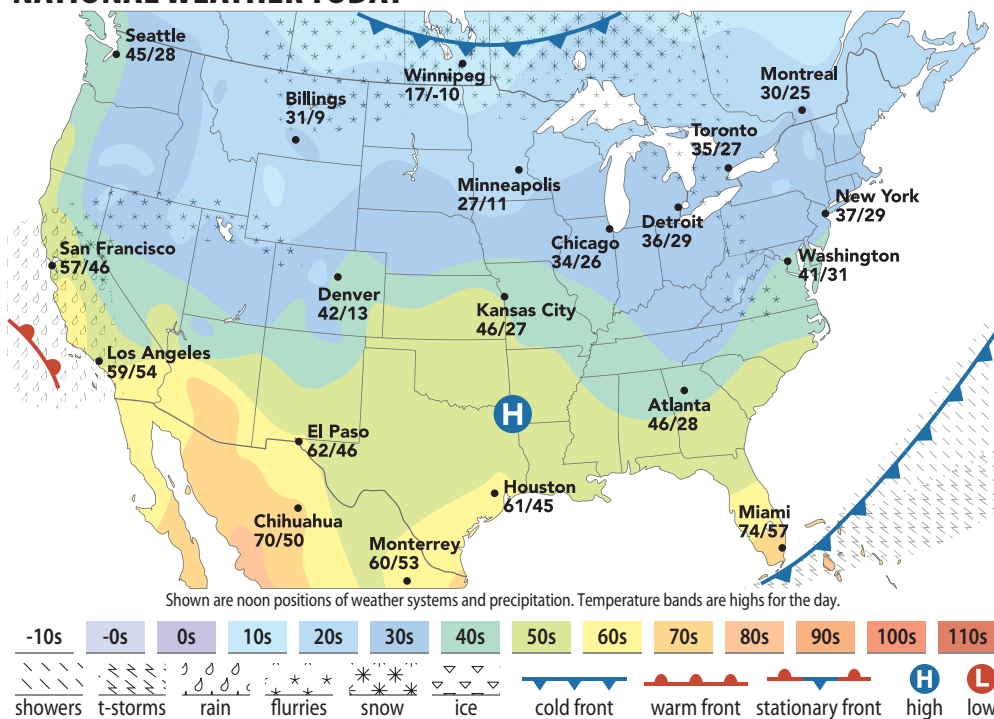 NATIONAL WEATHER TODAY
Seattle
45/28
Winnipeg
17/-10
Montreal
30/25
Billings
31/9
Toronto
35/27
Minneapolis
27/11
New York
37/29
Detroit
36/29
Chicago
34/26
San Francisco
57/46
Washington
41/31
Denver
42/13
Kansas City
46/27
Los Angeles
59/54
H
Atlanta
46/28
El Paso
62/46
Houston
61/45
Chihuahua
70/50
Miami
74/57
Monterrey
60/53
Shown are noon positions of weather systems and precipitation. Temperature bands are highs for the day.
-10s -0s 0s 10s 20s 30s 40s 50s 60s 70s 80s 90s 100s 110s
H L
showers t-storms rain flurries snow ice cold front warm front stationary front high low